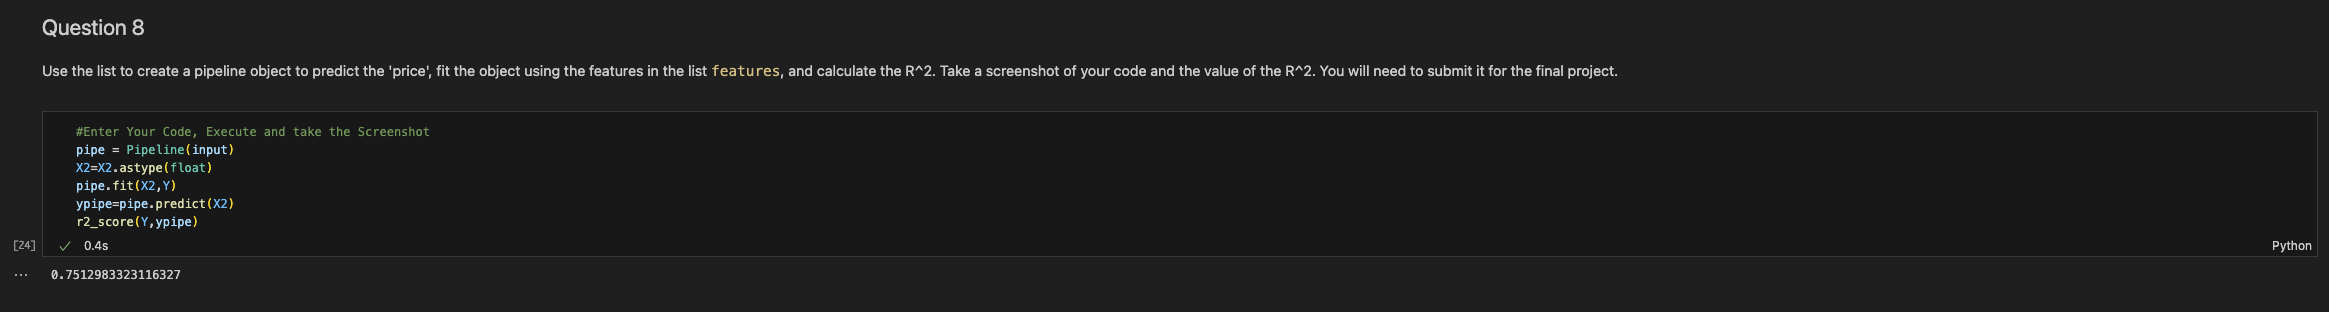 Question 8
Use the list to create a pipeline object to predict the 'price', fit the object using the features in the list features, and calculate the R^2. Take a screenshot of your code and the value of the R^2. You will need to submit it for the final project.
#Enter Your Code, Execute and take the Screenshot
pipe = Pipeline(input)
X2=X2.astype(float)
pipe.fit(X2,Y)
ypipe=pipe.predict(X2)
r2_score(Y,ypipe)
[24] ✓ 0.4s Python
... 0.7512983323116327